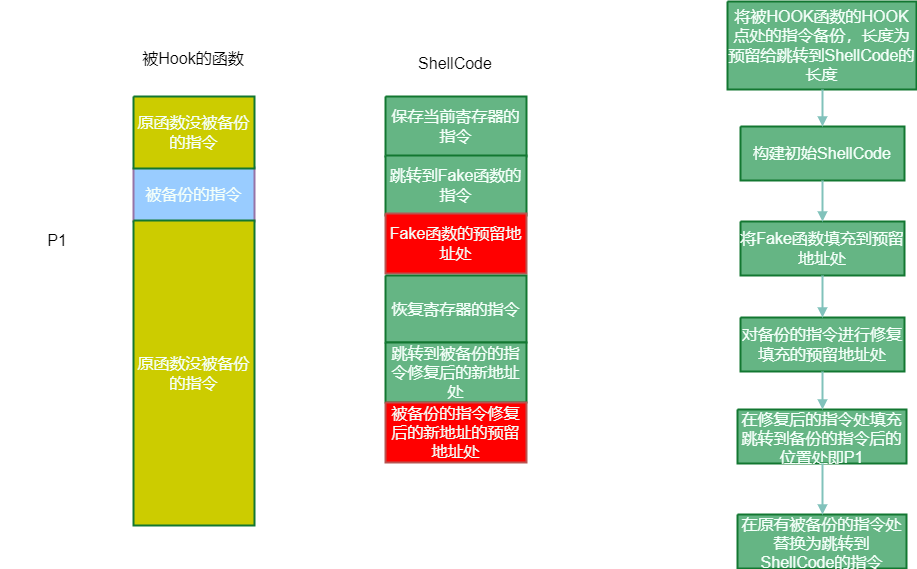 被Hook的函数
原函数没被备份
的指令
被备份的指令
P1
原函数没被备份
的指令
ShellCode
保存当前寄存器的
指令
跳转到Fake函数的
指令
Fake函数的预留地
址处
恢复寄存器的指令
跳转到被备份的指
令修复后的新地址
处
被备份的指令修复
后的新地址的预留
地址处
将被HOOK函数的HOOK
点处的指令备份，长度为
预留给跳转到ShellCode的
长度
构建初始ShellCode
将Fake函数填充到预留
地址处
对备份的指令进行修复
填充的预留地址处
在修复后的指令处填充
跳转到备份的指令后的
位置处即P1
在原有被备份的指令处
替换为跳转到
ShellCode的指令